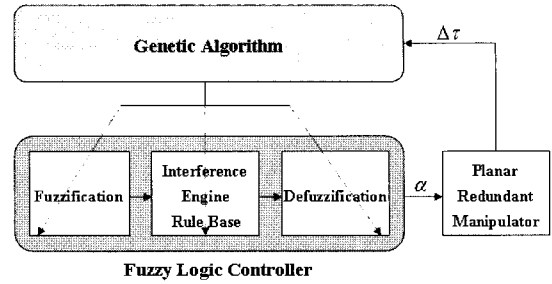 Genetic Algorithm
Δτ
Fuzzification
Interference
Engine
Rule Base
Defuzzification
α
Planar
Redundant
Manipulator
Fuzzy Logic Controller